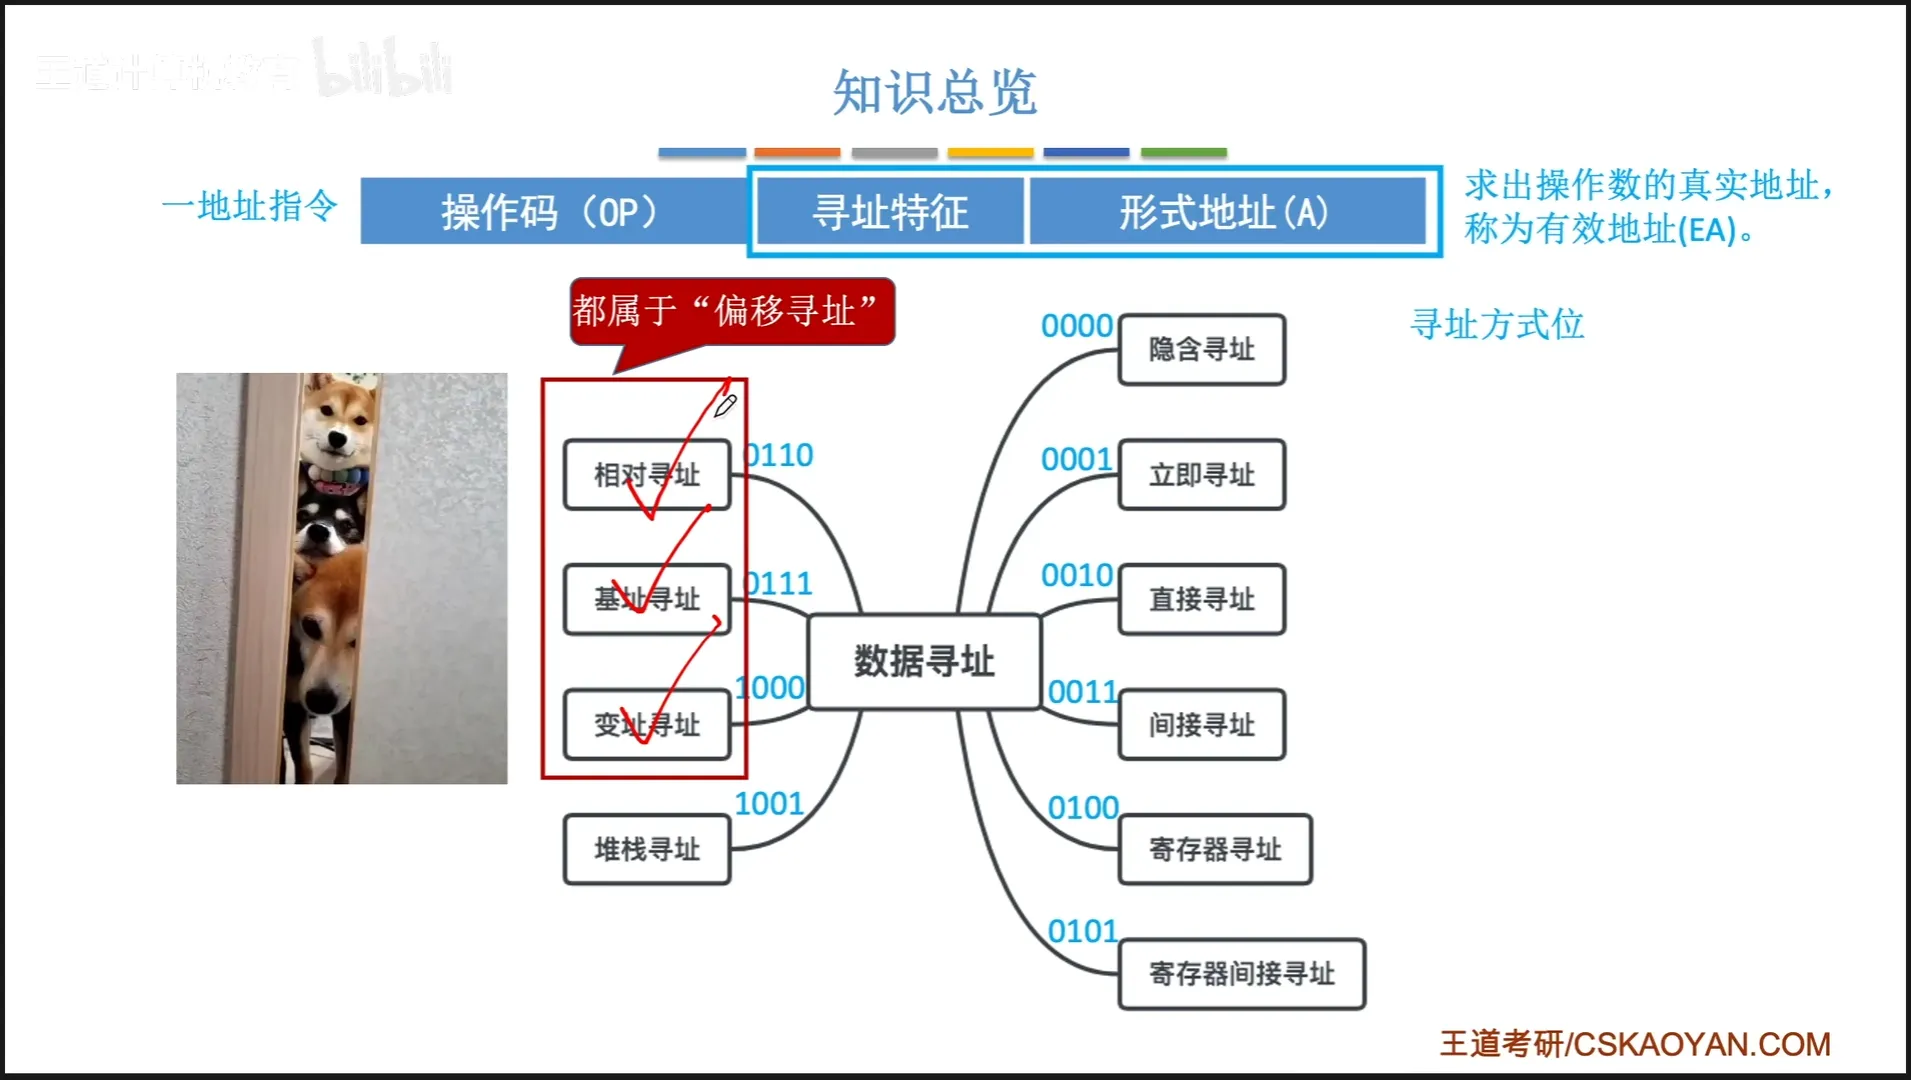 王道计算机教育 bilibili
知识总览
一地址指令
操作码（OP）
寻址特征
形式地址(A)
求出操作数的真实地址，
称为有效地址(EA)。
都属于“偏移寻址”
寻址方式位
0000
隐含寻址
0110
相对寻址
0001
立即寻址
0111
基址寻址
0010
直接寻址
数据寻址
1000
变址寻址
0011
间接寻址
1001
堆栈寻址
0100
寄存器寻址
0101
寄存器间接寻址
王道考研/CSKAOYAN.COM